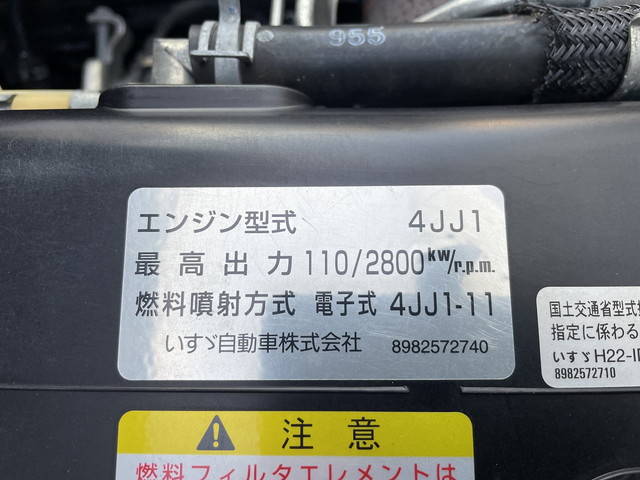 955
エンジン型式 4JJ1
最高出力 110/2800kW/r.p.m.
燃料噴射方式 電子式 4JJ1-11
いすゞ自動車株式会社 8982572740
国土交通省型式
指定に係わる
いすゞH22-
8982572710
注意
燃料フィルタエレメントは